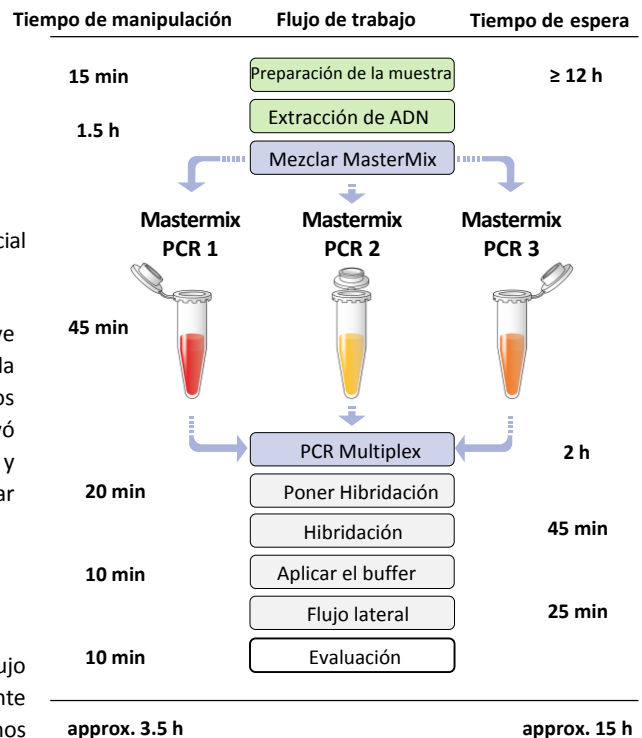 Tiempo de manipulación Flujo de trabajo Tiempo de espera
15 min Preparación de la muestra ≥ 12 h
1.5 h Extracción de ADN
Mezclar MasterMix
Mastermix PCR 1
Mastermix PCR 2
Mastermix PCR 3
45 min
PCR Multiplex 2 h
20 min Poner Hibridación
Hibridación 45 min
10 min Aplicar el buffer
Flujo lateral 25 min
10 min Evaluación
approx. 3.5 h approx. 15 h
y